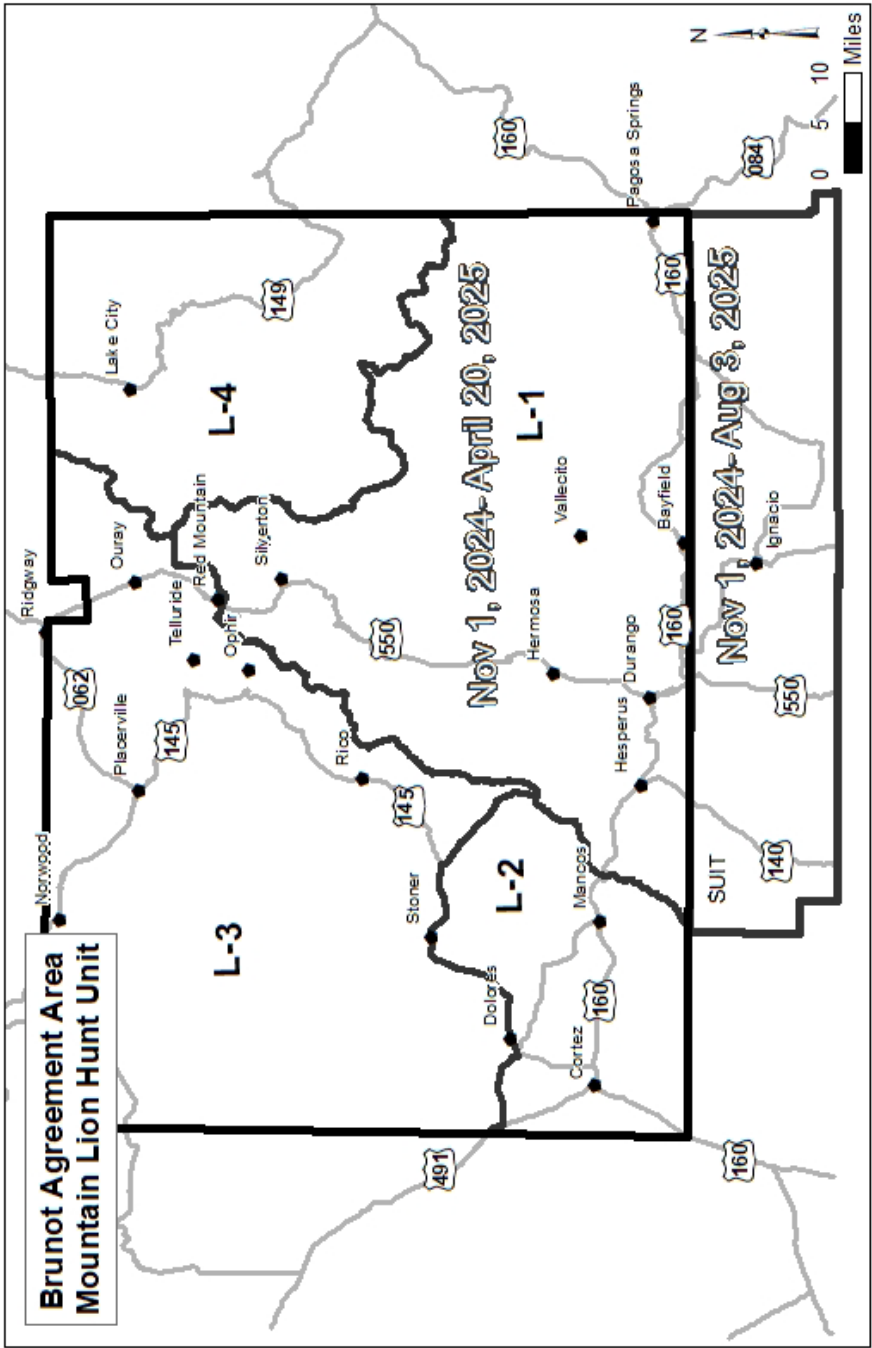 Brunot Agreement Area
Mountain Lion Hunt Unit
Norwood
Ridgway
062
Placerville
145
Ouray
Lake City
Telluride
Red Mountain
Ophir
Silverton
149
L-3
L-4
Rico
145
550
Stoner
Nov 1, 2024- April 20, 2025
160
L-2
L-1
Dolores
491
Hermosa
Vallecito
Cortez
160
Mancos
Hesperus
Durango
160
Bayfield
160
Pagosa Springs
SUIT
Nov 1, 2024- Aug 3, 2025
160
140
550
Ignacio
084
N
0 5 10
Miles